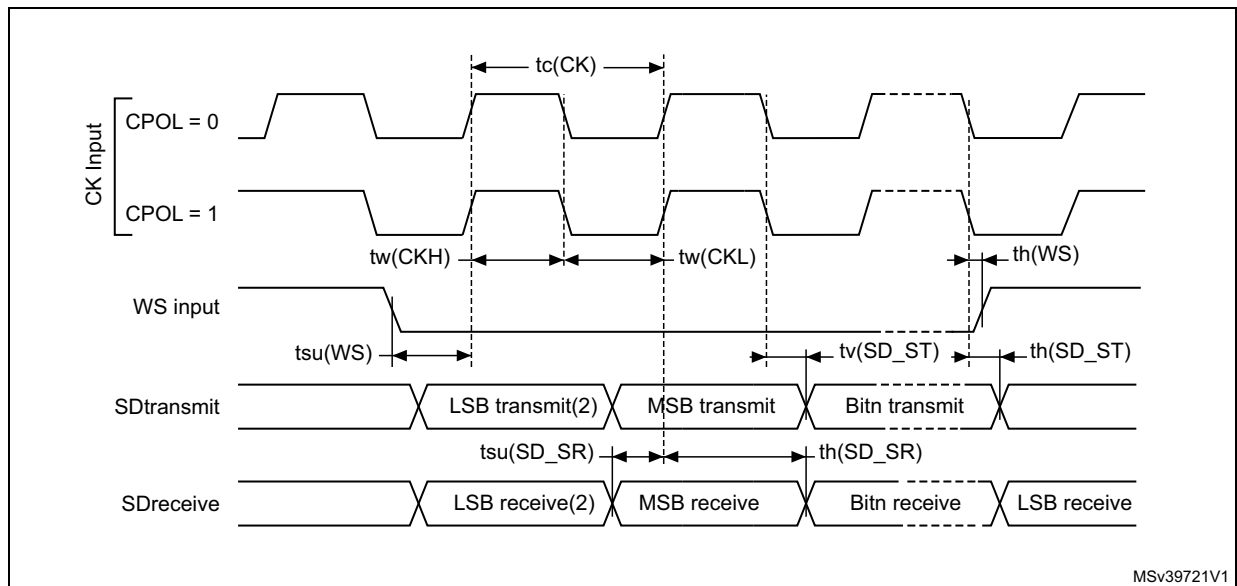 tc(CK)
CK Input
CPOL = 0
CPOL = 1
tw(CKH)
tw(CKL)
th(WS)
WS input
tsu(WS)
tv(SD_ST)
th(SD_ST)
SDtransmit
LSB transmit(2)
MSB transmit
Bitn transmit
tsu(SD_SR)
th(SD_SR)
SDreceive
LSB receive(2)
MSB receive
Bitn receive
LSB receive
MSv39721V1